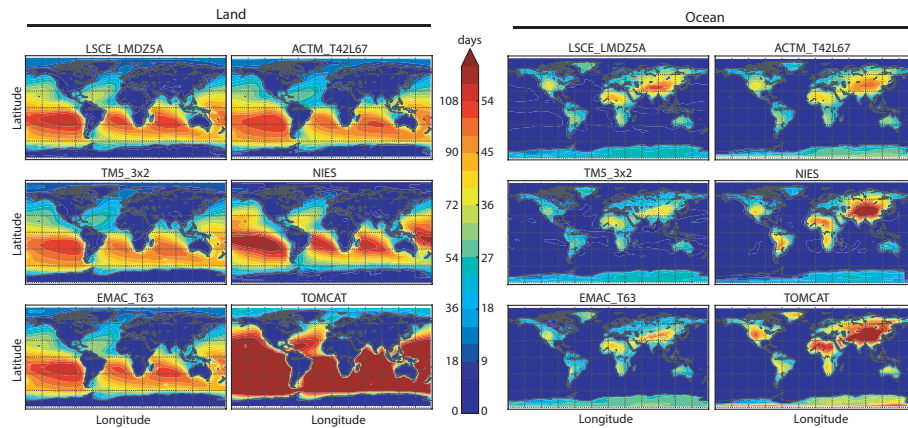 Land
Ocean
days
LSCE_LMDZ5A
ACTM_T42L67
LSCE_LMDZ5A
ACTM_T42L67
Latitude
108
54
90
45
TM5_3x2
NIES
TM5_3x2
NIES
Latitude
72
36
54
27
EMAC_T63
TOMCAT
EMAC_T63
TOMCAT
Latitude
36
18
18
9
0
0
Longitude
Longitude
Longitude
Longitude